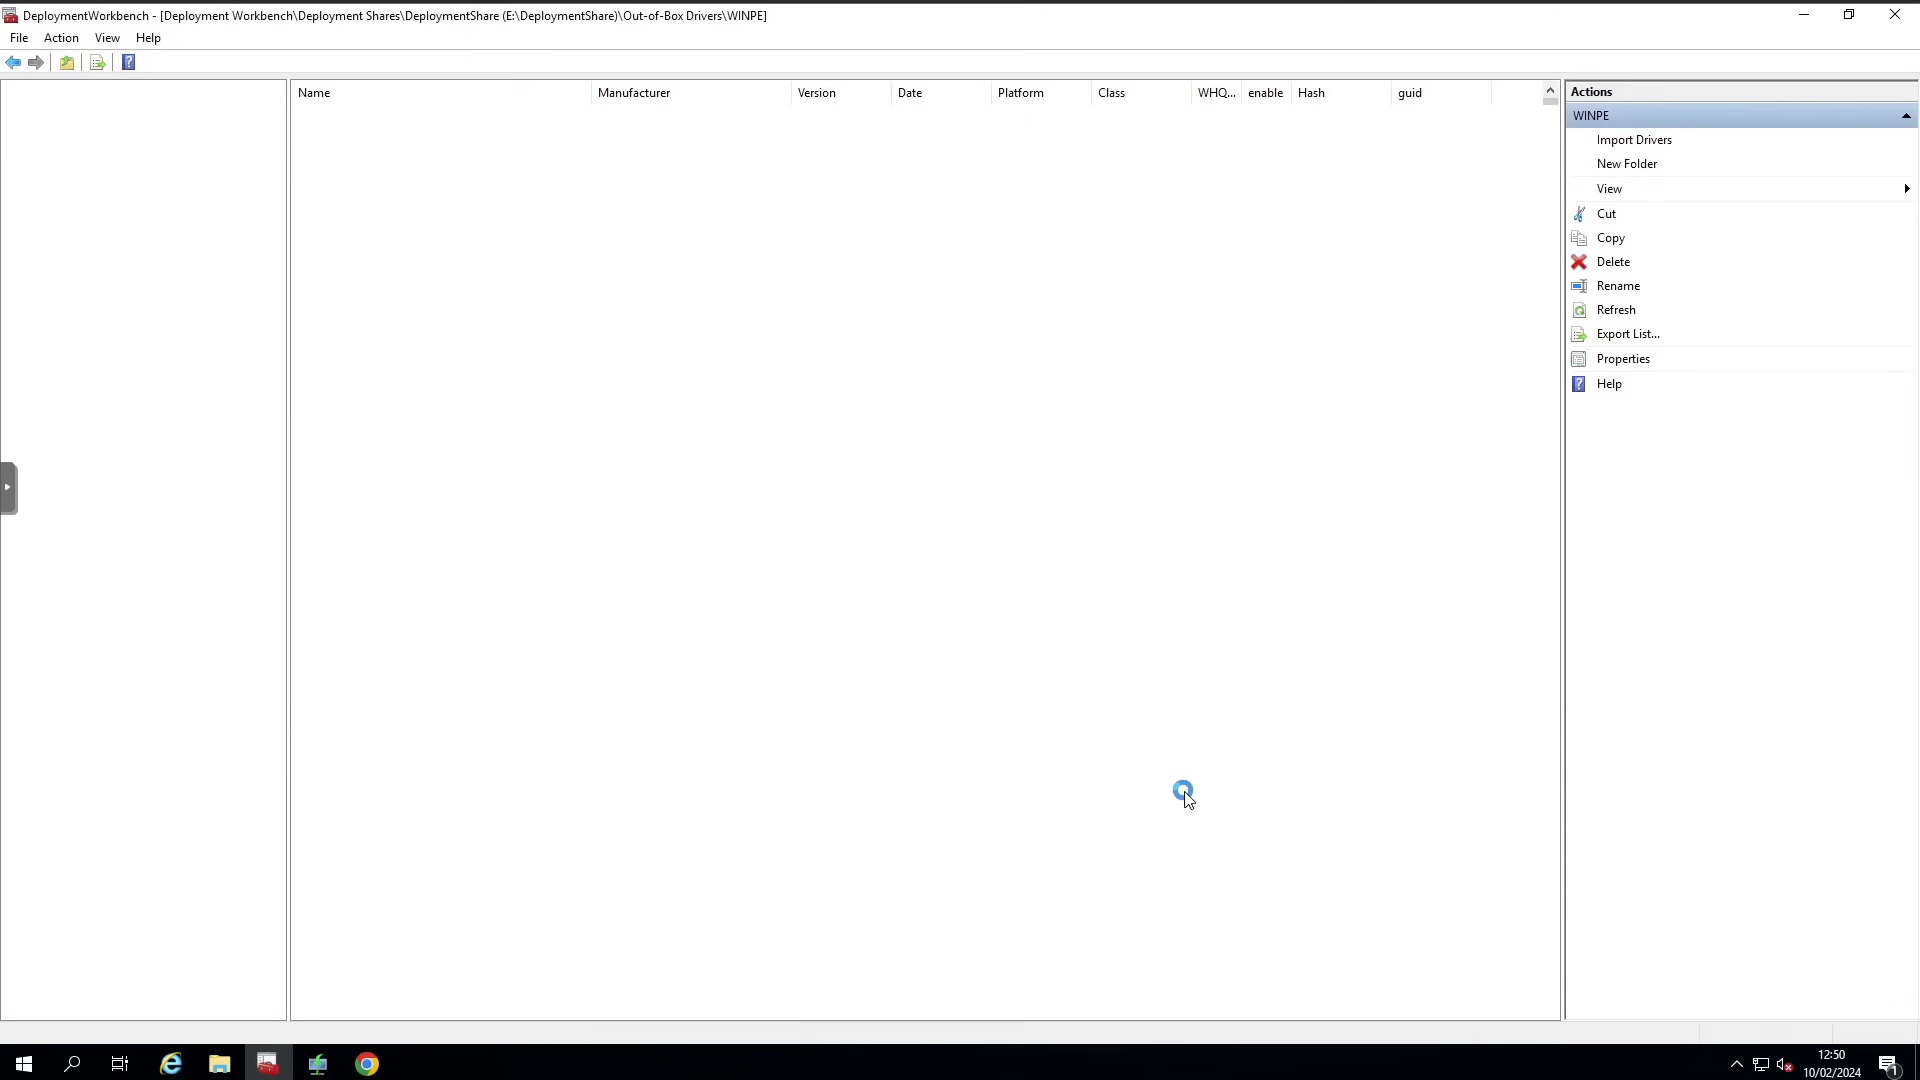 DeploymentWorkbench - [Deployment Workbench\Deployment Shares\DeploymentShare (E:\DeploymentShare)\Out-of-Box Drivers\WINPE]
File Action View Help
Name Manufacturer Version Date Platform Class WHQ... enable Hash guid
Actions
WINPE
Import Drivers
New Folder
View
Cut
Copy
Delete
Rename
Refresh
Export List...
Properties
Help
12:50
10/02/2024
1